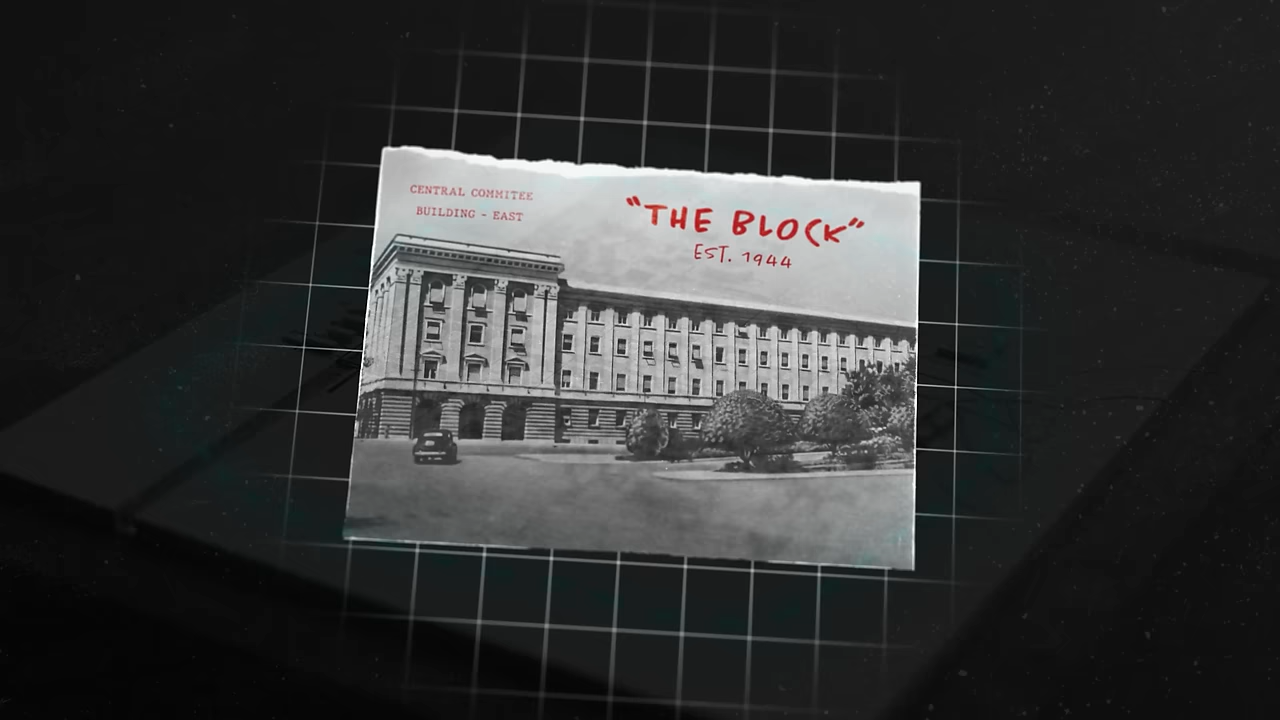 CENTRAL COMMITEE
BUILDING - EAST
"THE BLOCK"
EST. 1944